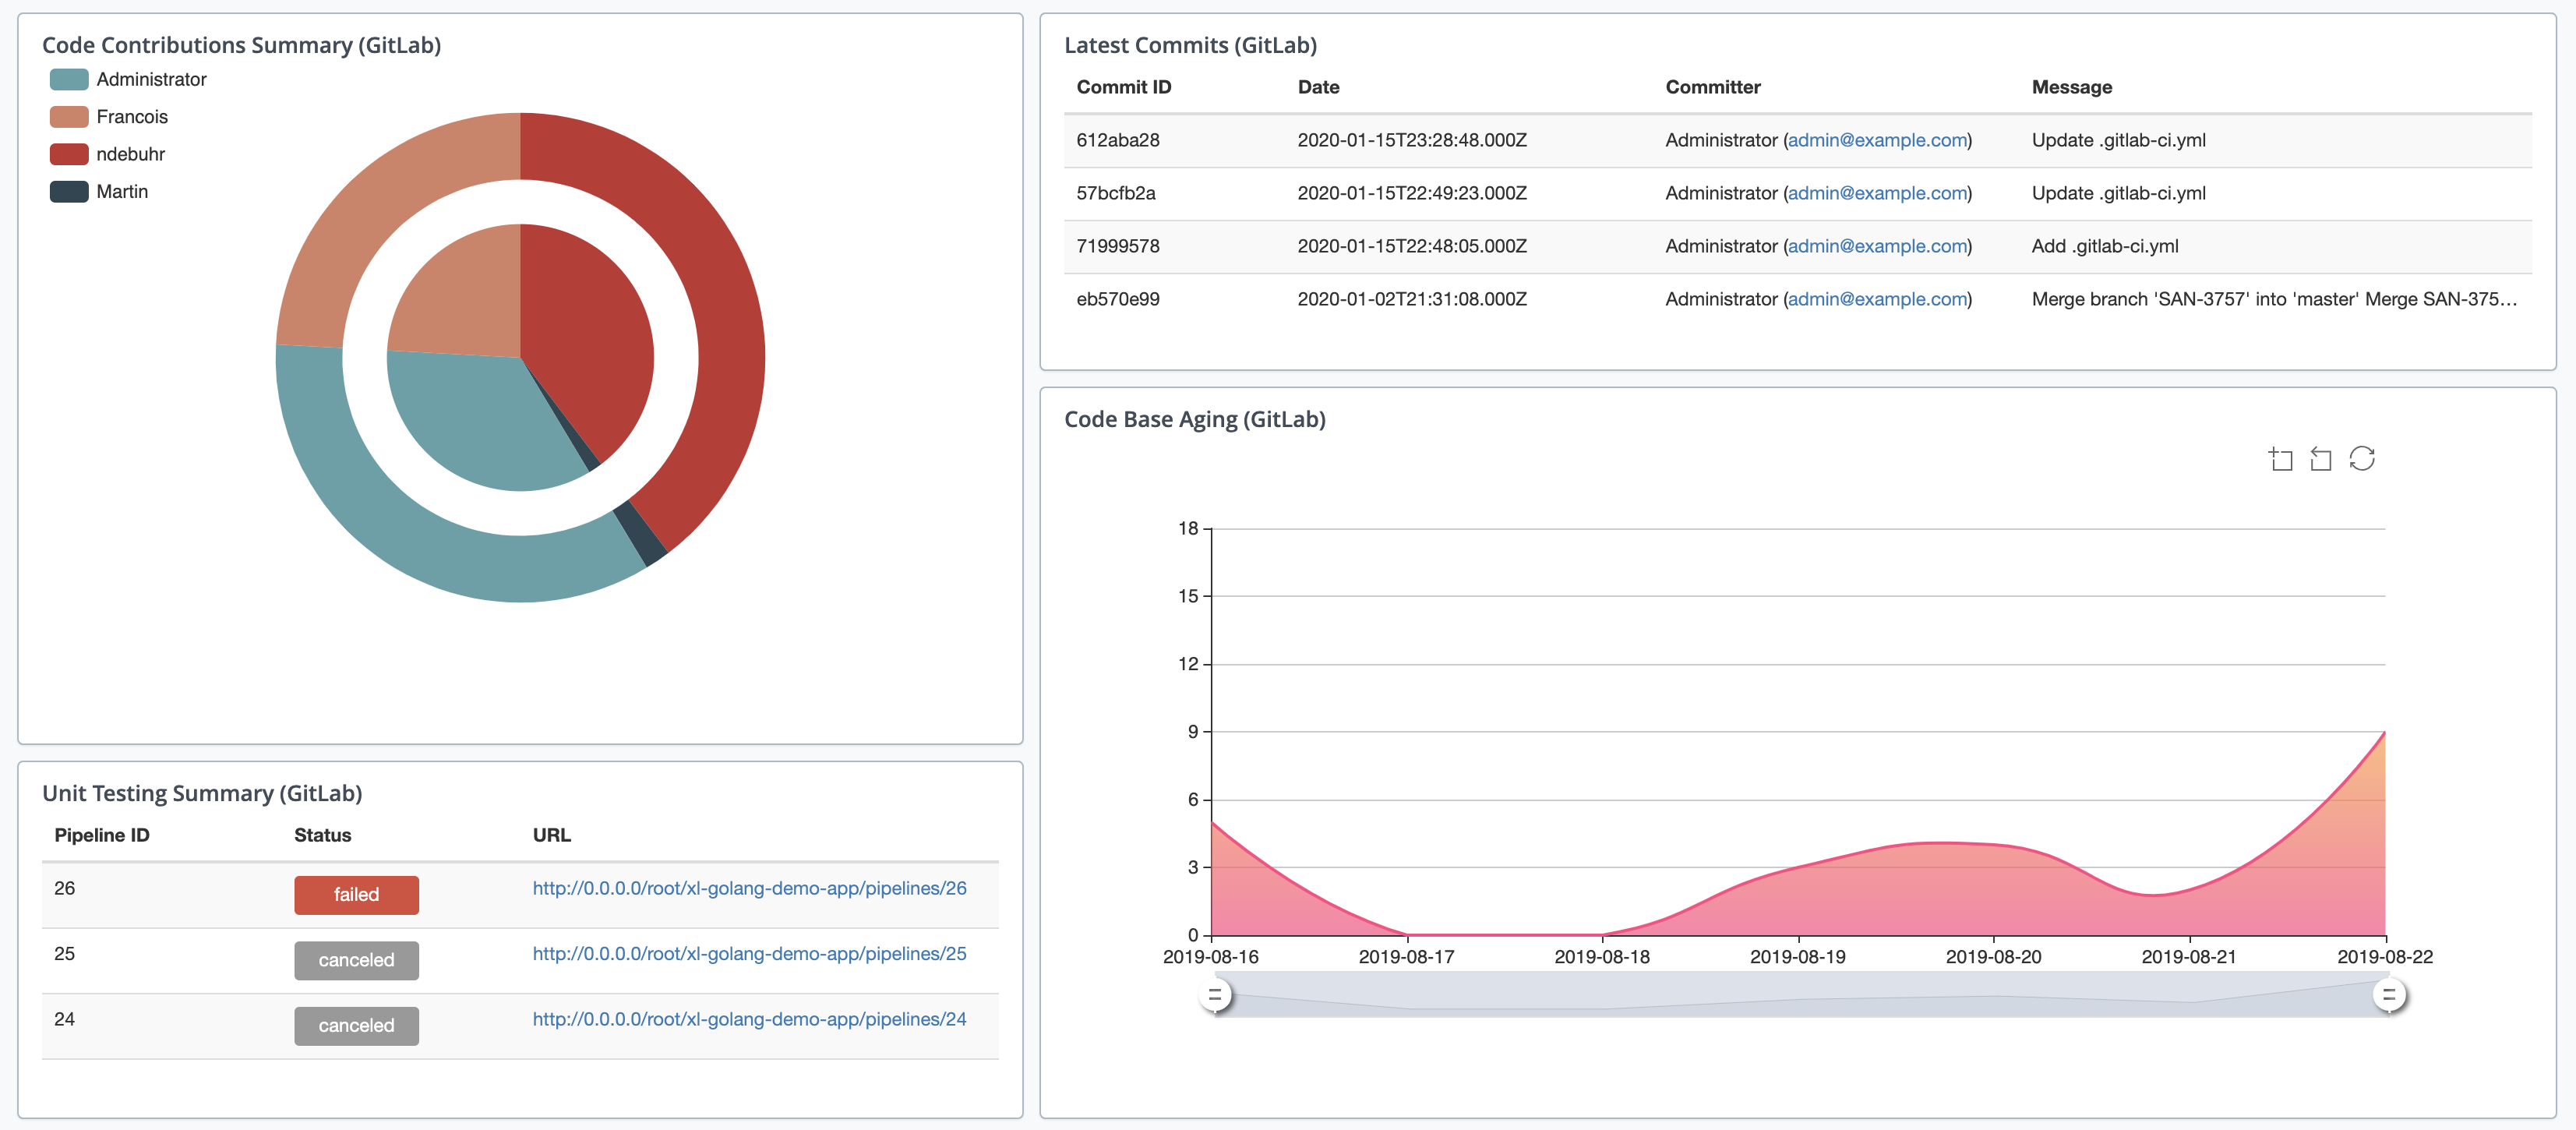 Code Contributions Summary (GitLab)
Administrator
Francois
ndebuhr
Martin
Latest Commits (GitLab)
Commit ID Date Committer Message
612aba28 2020-01-15T23:28:48.000Z Administrator (admin@example.com) Update .gitlab-ci.yml
57bcfb2a 2020-01-15T22:49:23.000Z Administrator (admin@example.com) Update .gitlab-ci.yml
71999578 2020-01-15T22:48:05.000Z Administrator (admin@example.com) Add .gitlab-ci.yml
eb570e99 2020-01-02T21:31:08.000Z Administrator (admin@example.com) Merge branch 'SAN-3757' into 'master' Merge SAN-375...
Unit Testing Summary (GitLab)
Pipeline ID Status URL
26 failed http://0.0.0.0/root/xl-golang-demo-app/pipelines/26
25 canceled http://0.0.0.0/root/xl-golang-demo-app/pipelines/25
24 canceled http://0.0.0.0/root/xl-golang-demo-app/pipelines/24
Code Base Aging (GitLab)
18
15
12
9
6
3
0
2019-08-16 2019-08-17 2019-08-18 2019-08-19 2019-08-20 2019-08-21 2019-08-22